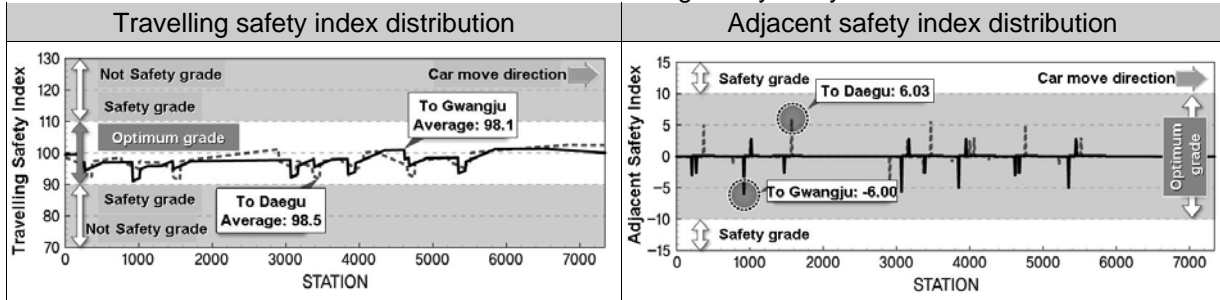 Travelling safety index distribution
Adjacent safety index distribution
Travelling Safety Index
130
120
110
100
90
80
70
Not Safety grade
Safety grade
Optimum grade
Safety grade
Not Safety grade
Car move direction
To Gwangju
Average: 98.1
To Daegu
Average: 98.5
0
1000
2000
3000
4000
5000
6000
7000
STATION
Adjacent Safety Index
15
10
5
0
-5
-10
-15
Safety grade
Car move direction
To Daegu: 6.03
To Gwangju: -6.00
Optimum
grade
Safety grade
0
1000
2000
3000
4000
5000
6000
7000
STATION